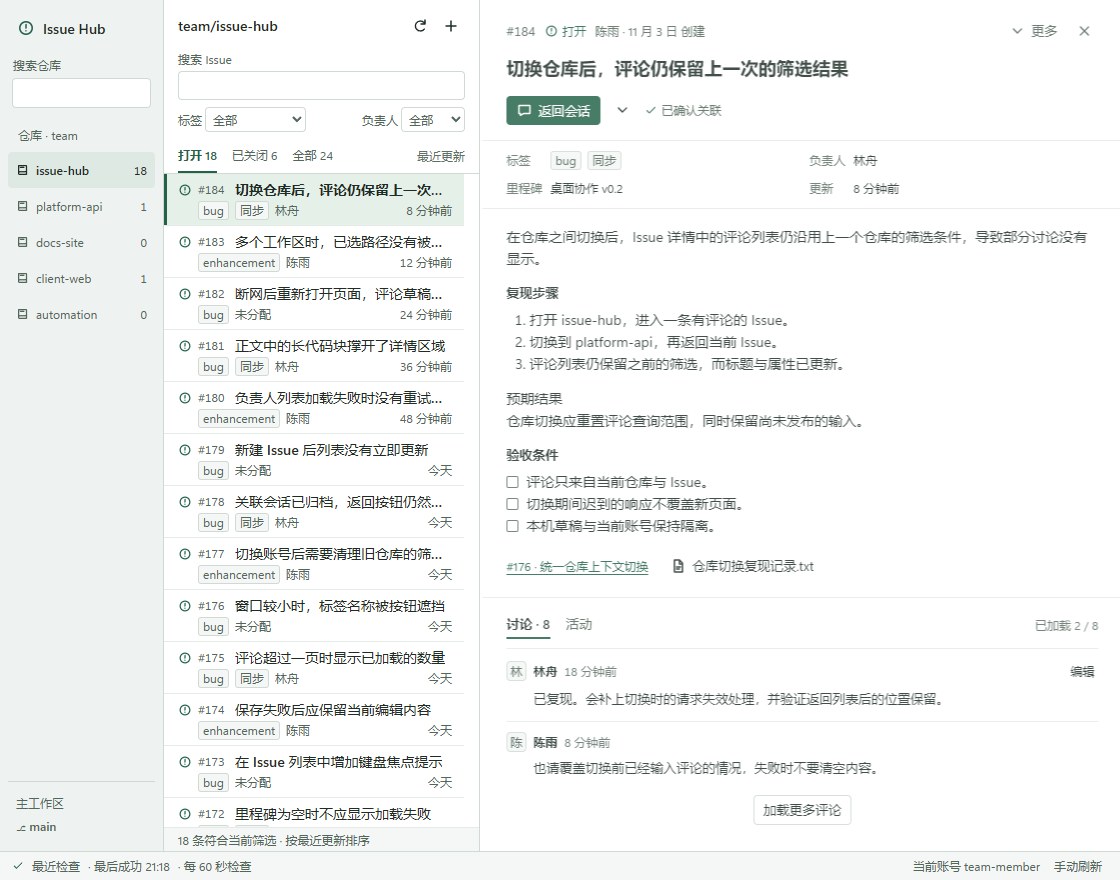 Issue Hub
搜索仓库
仓库 · team
issue-hub 18
platform-api 1
docs-site 0
client-web 1
automation 0
主工作区
main
team/issue-hub
搜索 Issue
标签 全部 负责人 全部
打开 18 已关闭 6 全部 24 最近更新
#184 切换仓库后，评论仍保留上一次...
bug 同步 林舟 8 分钟前
#183 多个工作区时，已选路径没有被...
enhancement 陈雨 12 分钟前
#182 断网后重新打开页面，评论草稿...
bug 未分配 24 分钟前
#181 正文中的长代码块撑开了详情区域
bug 同步 林舟 36 分钟前
#180 负责人列表加载失败时没有重试...
enhancement 陈雨 48 分钟前
#179 新建 Issue 后列表没有立即更新
bug 未分配 今天
#178 关联会话已归档，返回按钮仍然...
bug 同步 林舟 今天
#177 切换账号后需要清理旧仓库的筛...
enhancement 陈雨 今天
#176 窗口较小时，标签名称被按钮遮挡
bug 未分配 今天
#175 评论超过一页时显示已加载的数量
bug 同步 林舟 今天
#174 保存失败后应保留当前编辑内容
enhancement 陈雨 今天
#173 在 Issue 列表中增加键盘焦点提示
bug 未分配 今天
#172 里程碑为空时不应显示加载失败
18 条符合当前筛选 · 按最近更新排序
#184 打开 陈雨 · 11 月 3 日 创建 更多
切换仓库后，评论仍保留上一次的筛选结果
返回会话 已确认关联
标签 bug 同步 负责人 林舟
里程碑 桌面协作 v0.2 更新 8 分钟前
在仓库之间切换后，Issue 详情中的评论列表仍沿用上一个仓库的筛选条件，导致部分讨论没有
显示。
复现步骤
1. 打开 issue-hub，进入一条有评论的 Issue。
2. 切换到 platform-api，再返回当前 Issue。
3. 评论列表仍保留之前的筛选，而标题与属性已更新。
预期结果
仓库切换应重置评论查询范围，同时保留尚未发布的输入。
验收条件
评论只来自当前仓库与 Issue。
切换期间迟到的响应不覆盖新页面。
本机草稿与当前账号保持隔离。
#176 · 统一仓库上下文切换 仓库切换复现记录.txt
讨论 · 8 活动 已加载 2 / 8
林 林舟 18 分钟前 编辑
已复现。会补上切换时的请求失效处理，并验证返回列表后的位置保留。
陈 陈雨 8 分钟前
也请覆盖切换前已经输入评论的情况，失败时不要清空内容。
加载更多评论
最近检查 · 最后成功 21:18 · 每 60 秒检查 当前账号 team-member 手动刷新